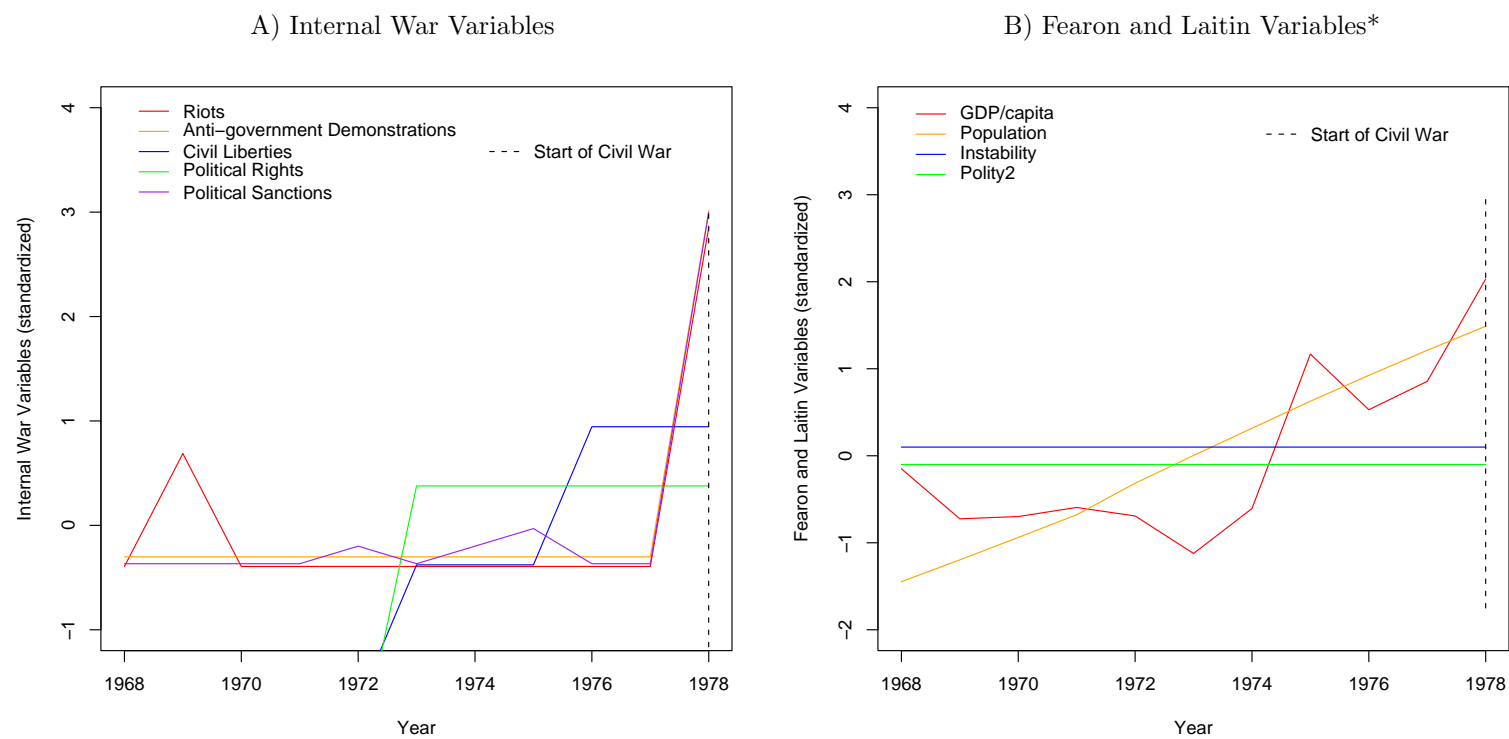 A) Internal War Variables
Internal War Variables (standardized)
4
3
2
1
0
−1
Riots
Anti−government Demonstrations
Civil Liberties
Political Rights
Political Sanctions
Start of Civil War
1968 1970 1972 1974 1976 1978
Year
B) Fearon and Laitin Variables*
Fearon and Laitin Variables (standardized)
4
3
2
1
0
−1
−2
GDP/capita
Population
Instability
Polity2
Start of Civil War
1968 1970 1972 1974 1976 1978
Year